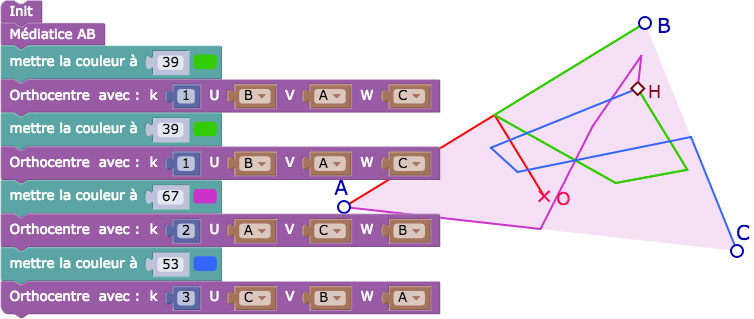 Init
Médiatice AB
mettre la couleur à 39
Orthocentre avec : k 1 U B V A W C
mettre la couleur à 39
Orthocentre avec : k 1 U B V A W C
mettre la couleur à 67
Orthocentre avec : k 2 U A V C W B
mettre la couleur à 53
Orthocentre avec : k 3 U C V B W A
B
H
A
O
C